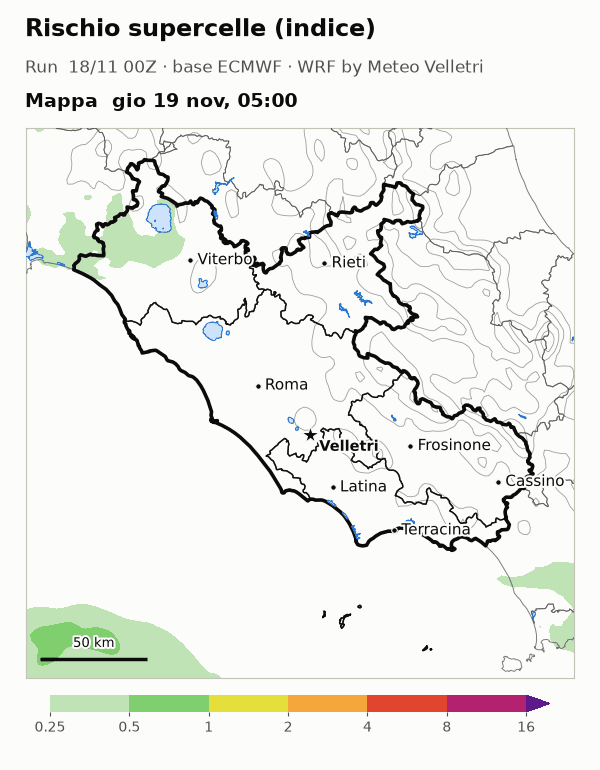 Rischio supercelle (indice)
Run  18/11 00Z · base ECMWF · WRF by Meteo Velletri
Mappa  gio 19 nov, 05:00
Viterbo
Rieti
Roma
Velletri
Frosinone
Cassino
Latina
Terracina
50 km
0.25 0.5 1 2 4 8 16